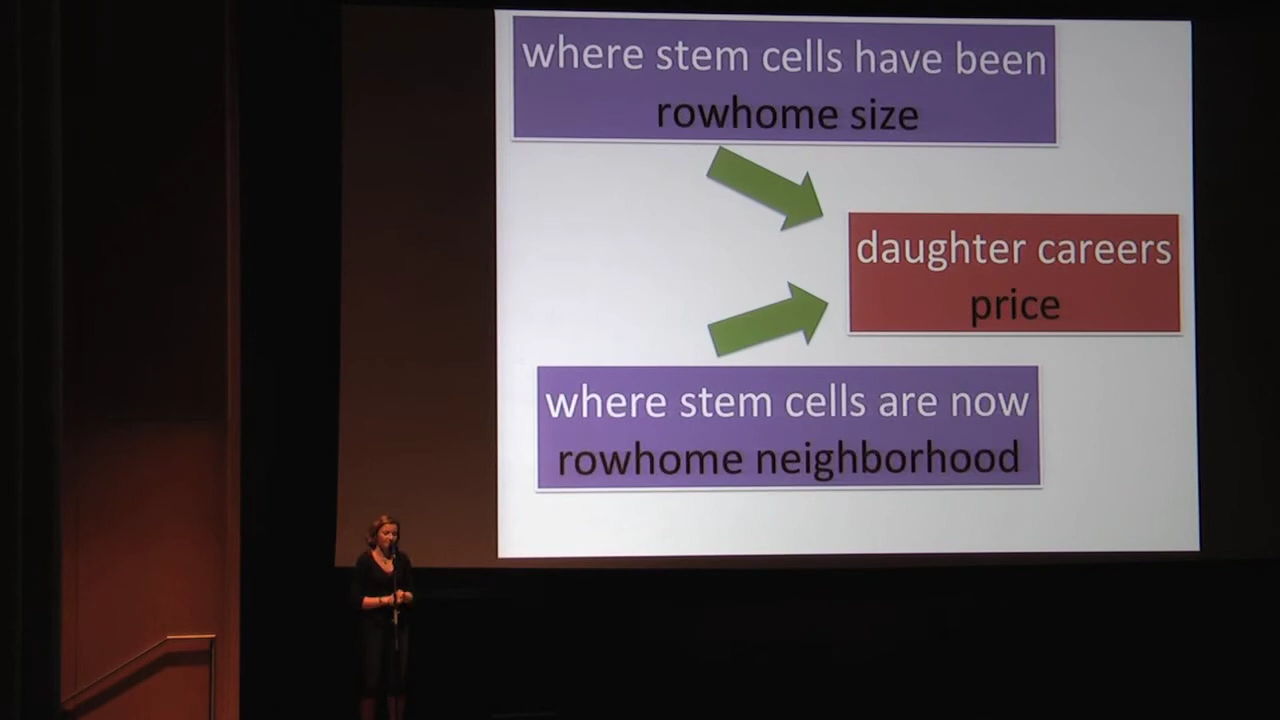 where stem cells have been
rowhome size
daughter careers
price
where stem cells are now
rowhome neighborhood